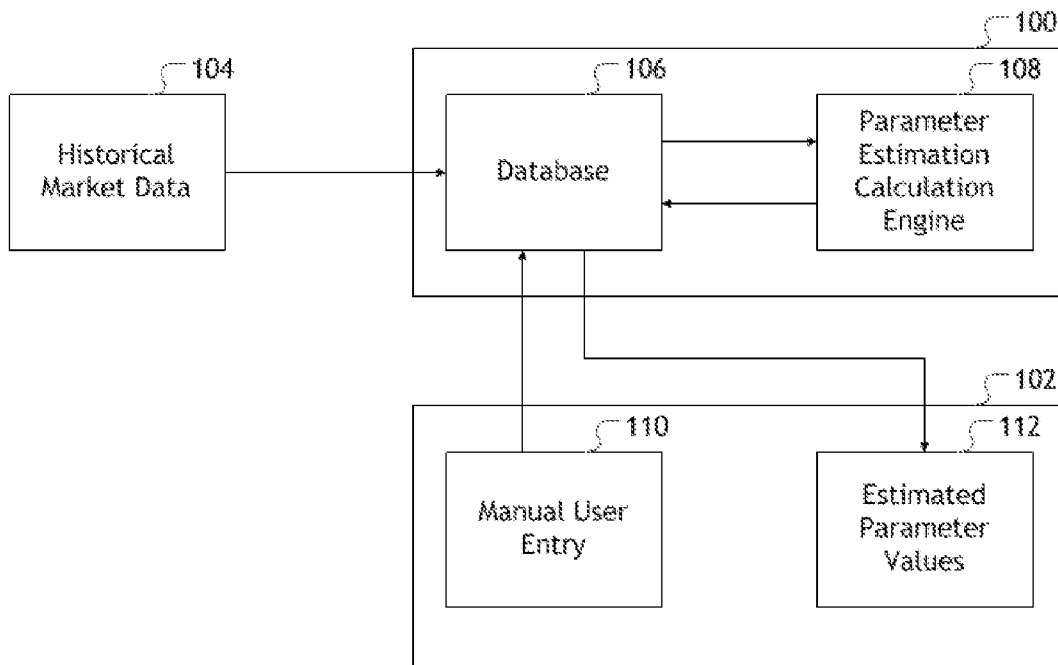 100
104
106
108
Historical
Market Data
Database
Parameter
Estimation
Calculation
Engine
102
110
112
Manual User
Entry
Estimated
Parameter
Values